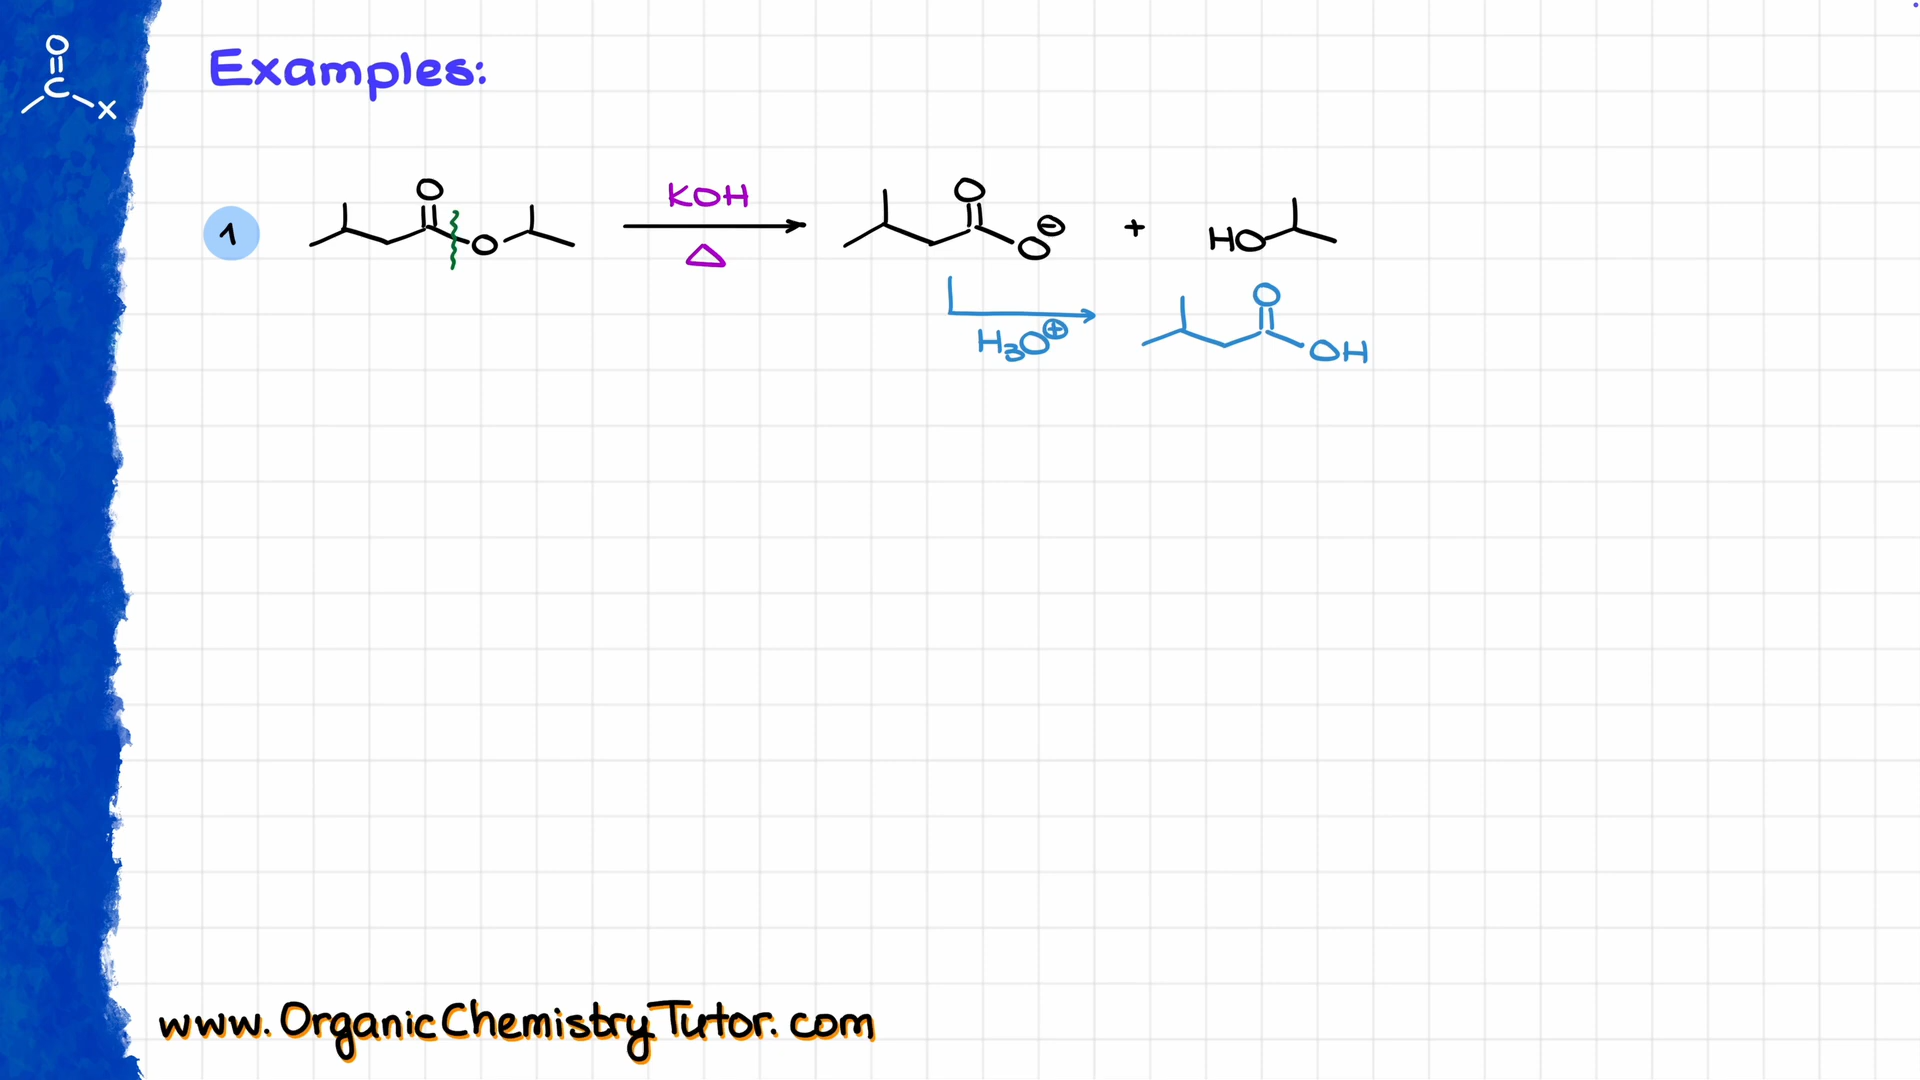 O
C
X
Examples:
1
O
O
KOH
Δ
O
O⊖
+
HO
H₃O⊕
O
OH
www.OrganicChemistryTutor.com